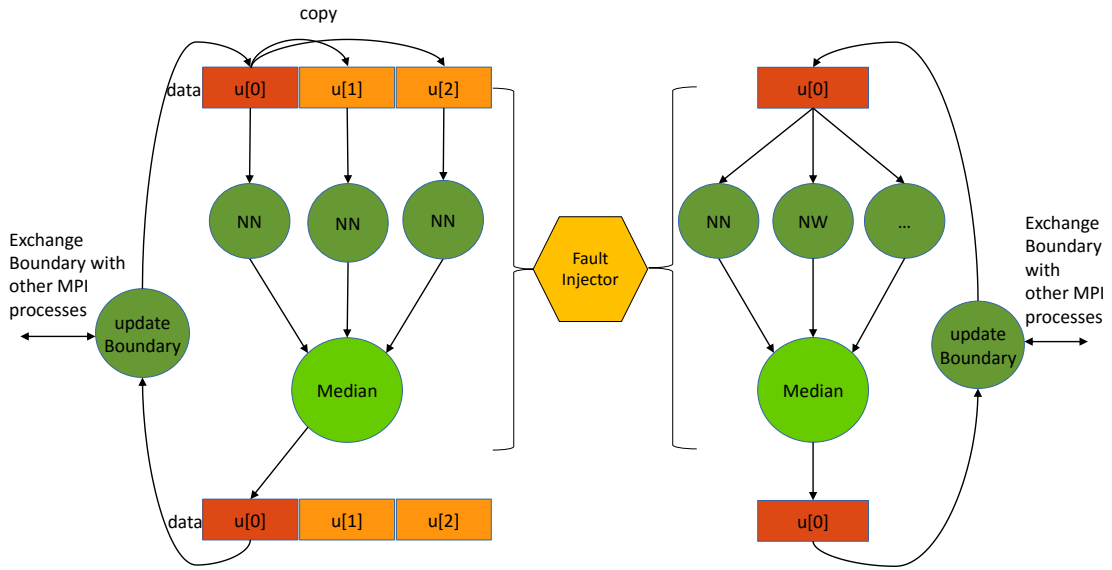 copy
data
u[0]
u[1]
u[2]
u[0]
NN
NN
NN
NN
NW
...
Exchange
Boundary with
other MPI
processes
Fault
Injector
Exchange
Boundary
with
other MPI
processes
update
Boundary
update
Boundary
Median
Median
data
u[0]
u[1]
u[2]
u[0]